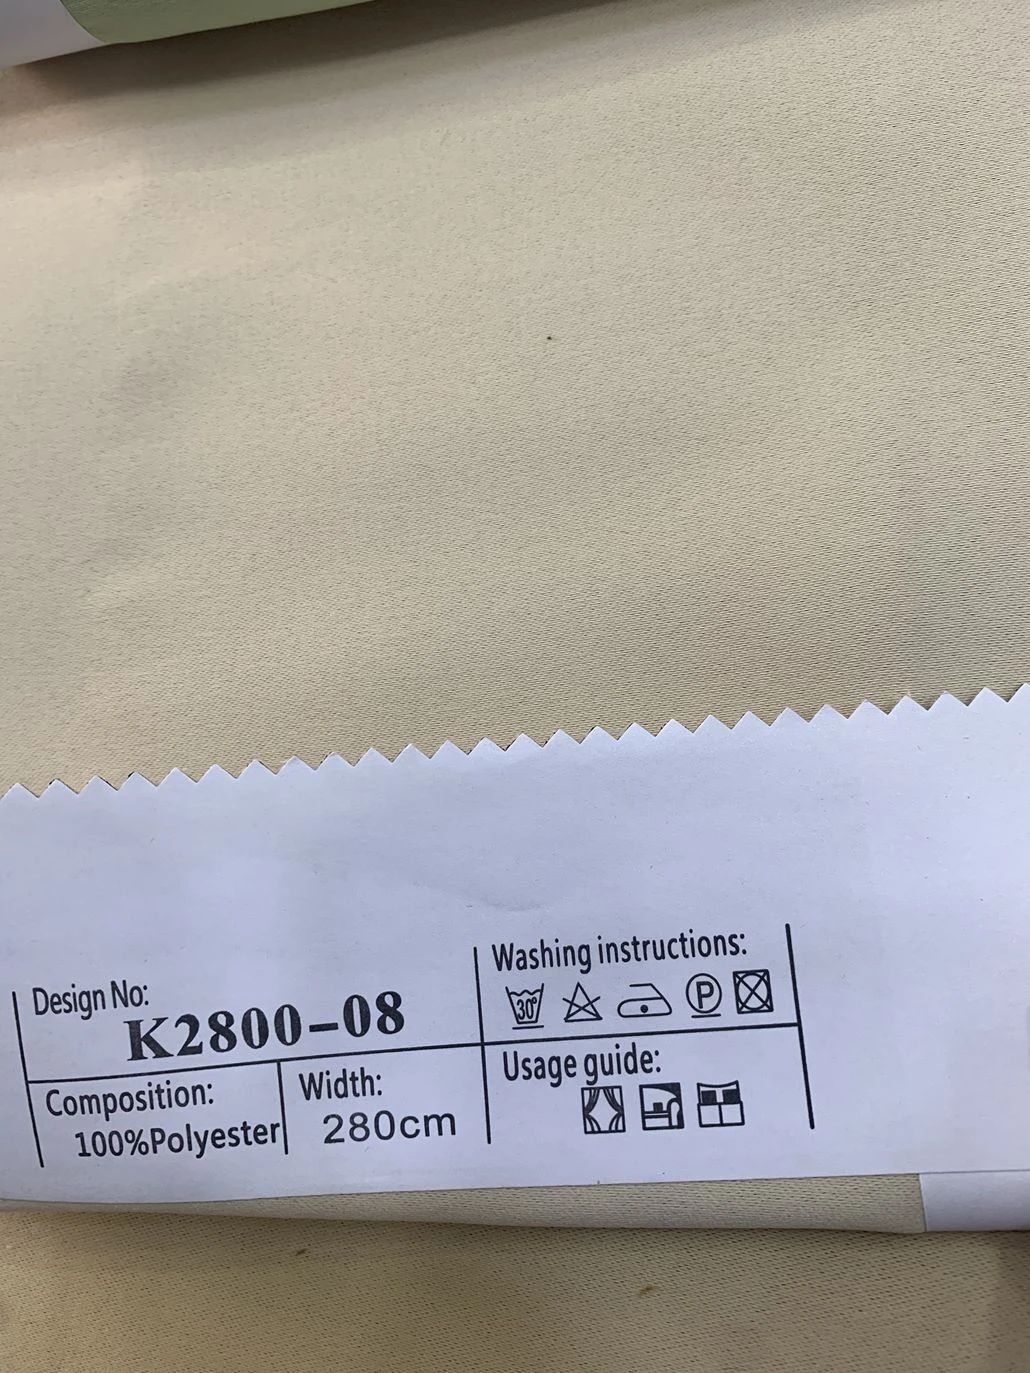 Design No:
K2800-08
Composition:
100%Polyester
Width:
280cm
Washing instructions:
30°
P
Usage guide: